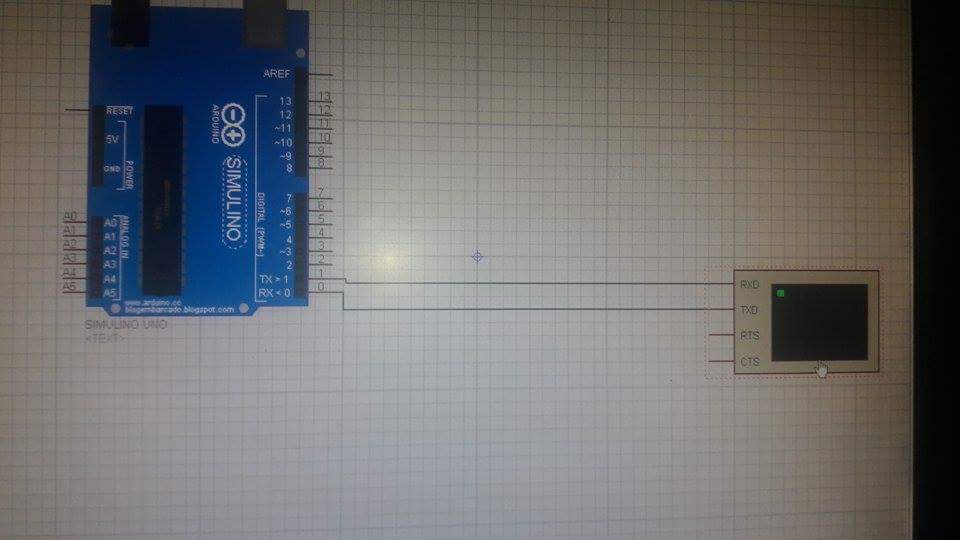 AREF
13
12
~11
~10
~9
8
7
~6
~5
4
~3
2
TX > 1
RX < 0
13
12
11
10
9
8
7
6
5
4
3
2
1
0
RESET
5V
GND
POWER
ARDUINO
SIMULINO
DIGITAL (PWM~)
ANALOG IN
A0
A1
A2
A3
A4
A5
A0
A1
A2
A3
A4
A5
www.arduino.cc
blogembarcado.blogspot.com
SIMULINO UNO
<TEXT>
RXD
TXD
RTS
CTS